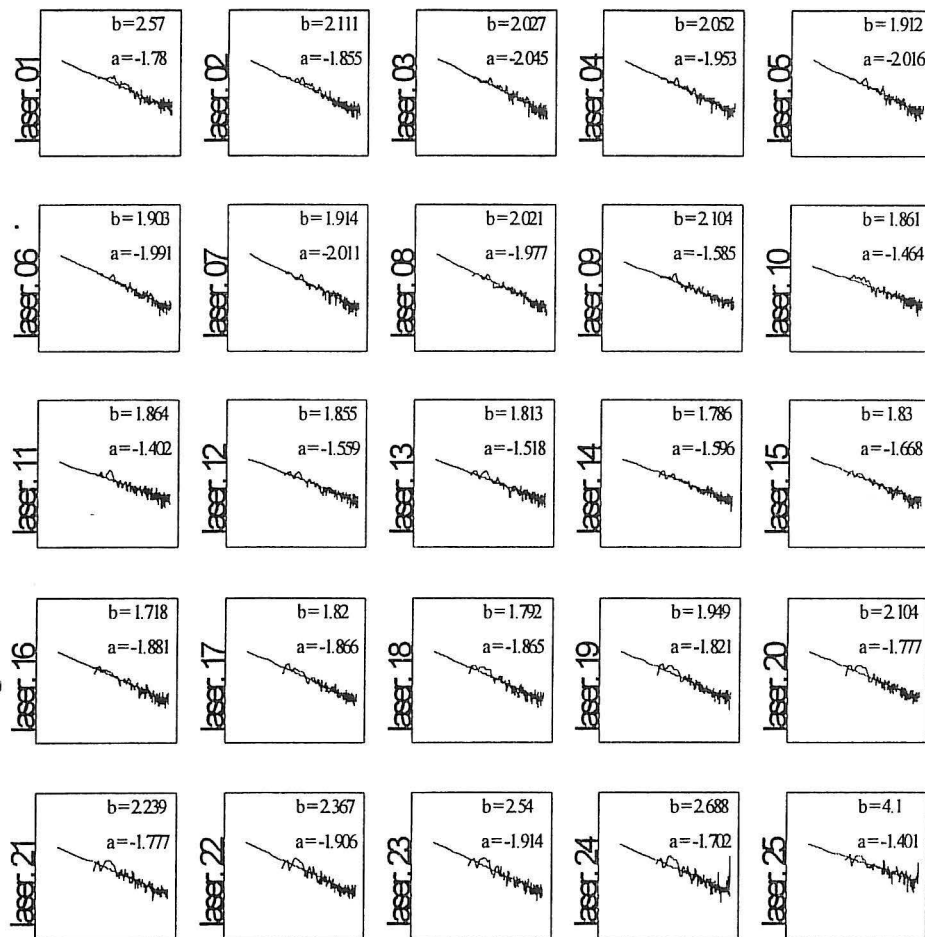 laser. 01
b=2.57
a=-1.78
laser. 02
b=2.111
a=-1.855
laser. 03
b=2.027
a=-2.045
laser. 04
b=2.052
a=-1.953
laser. 05
b=1.912
a=-2.016
laser. 06
b=1.903
a=-1.991
laser. 07
b=1.914
a=-2.011
laser. 08
b=2.021
a=-1.977
laser. 09
b=2.104
a=-1.585
laser. 10
b=1.861
a=-1.464
laser. 11
b=1.864
a=-1.402
laser. 12
b=1.855
a=-1.559
laser. 13
b=1.813
a=-1.518
laser. 14
b=1.786
a=-1.596
laser. 15
b=1.83
a=-1.668
laser. 16
b=1.718
a=-1.881
laser. 17
b=1.82
a=-1.866
laser. 18
b=1.792
a=-1.865
laser. 19
b=1.949
a=-1.821
laser. 20
b=2.104
a=-1.777
laser. 21
b=2.239
a=-1.777
laser. 22
b=2.367
a=-1.906
laser. 23
b=2.54
a=-1.914
laser. 24
b=2.688
a=-1.702
laser. 25
b=4.1
a=-1.401